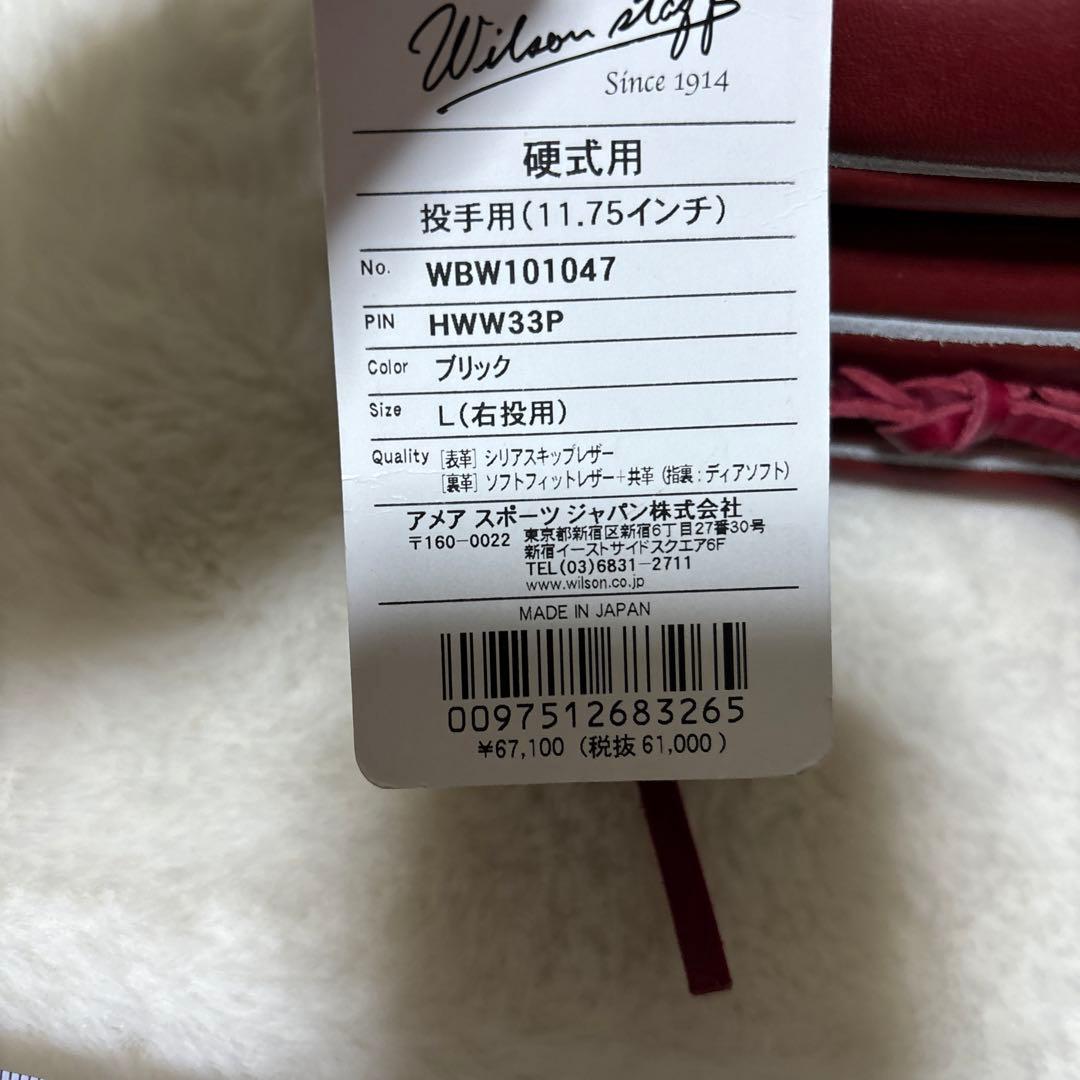 Wilson staff
Since 1914
硬式用
投手用(11.75インチ)
No. WBW101047
PIN HWW33P
Color ブリック
Size L(右投用)
Quality [表革] シリアスキップレザー
[裏革] ソフトフィットレザー+共革 (指裏:ディアソフト)
アメア スポーツ ジャパン株式会社
〒160-0022 東京都新宿区新宿6丁目27番30号
新宿イーストサイドスクエア6F
TEL(03)6831-2711
www.wilson.co.jp
MADE IN JAPAN
0097512683265
¥67,100 (税抜 61,000 )